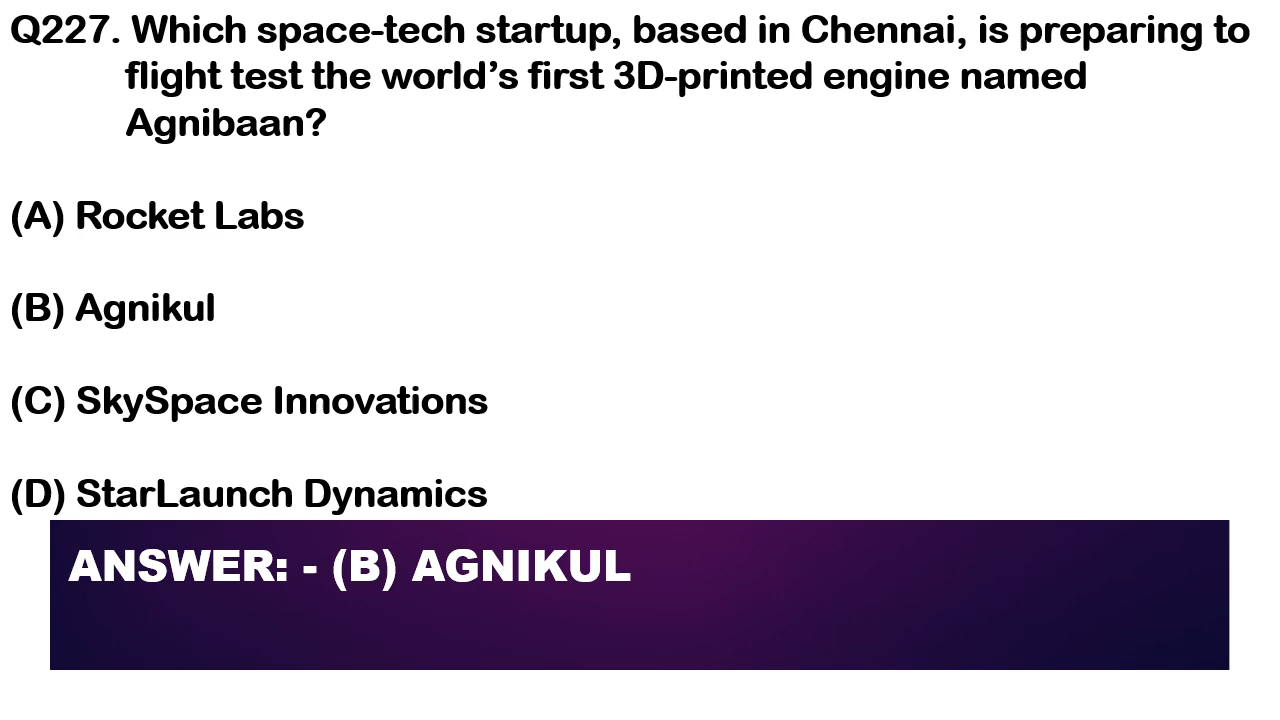 Q227. Which space-tech startup, based in Chennai, is preparing to
flight test the world’s first 3D-printed engine named
Agnibaan?
(A) Rocket Labs
(B) Agnikul
(C) SkySpace Innovations
(D) StarLaunch Dynamics
ANSWER: - (B) AGNIKUL